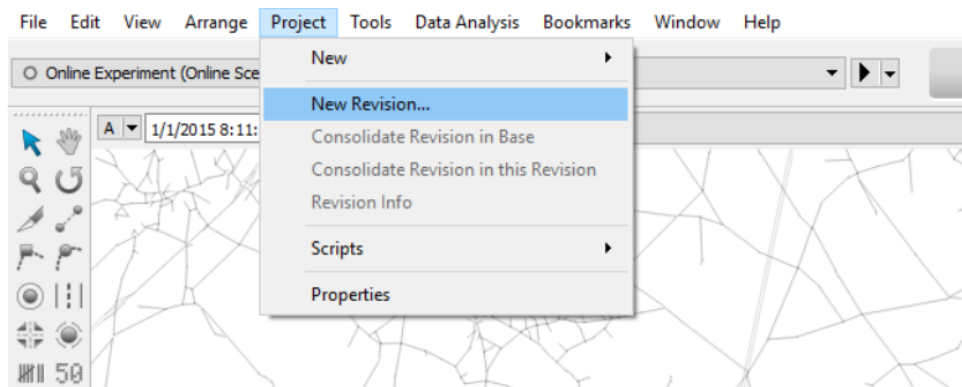 File Edit View Arrange Project Tools Data Analysis Bookmarks Window Help
New
Online Experiment (Online Sce
New Revision...
A 1/1/2015 8:11:
Consolidate Revision in Base
Consolidate Revision in this Revision
Revision Info
Scripts
Properties
50